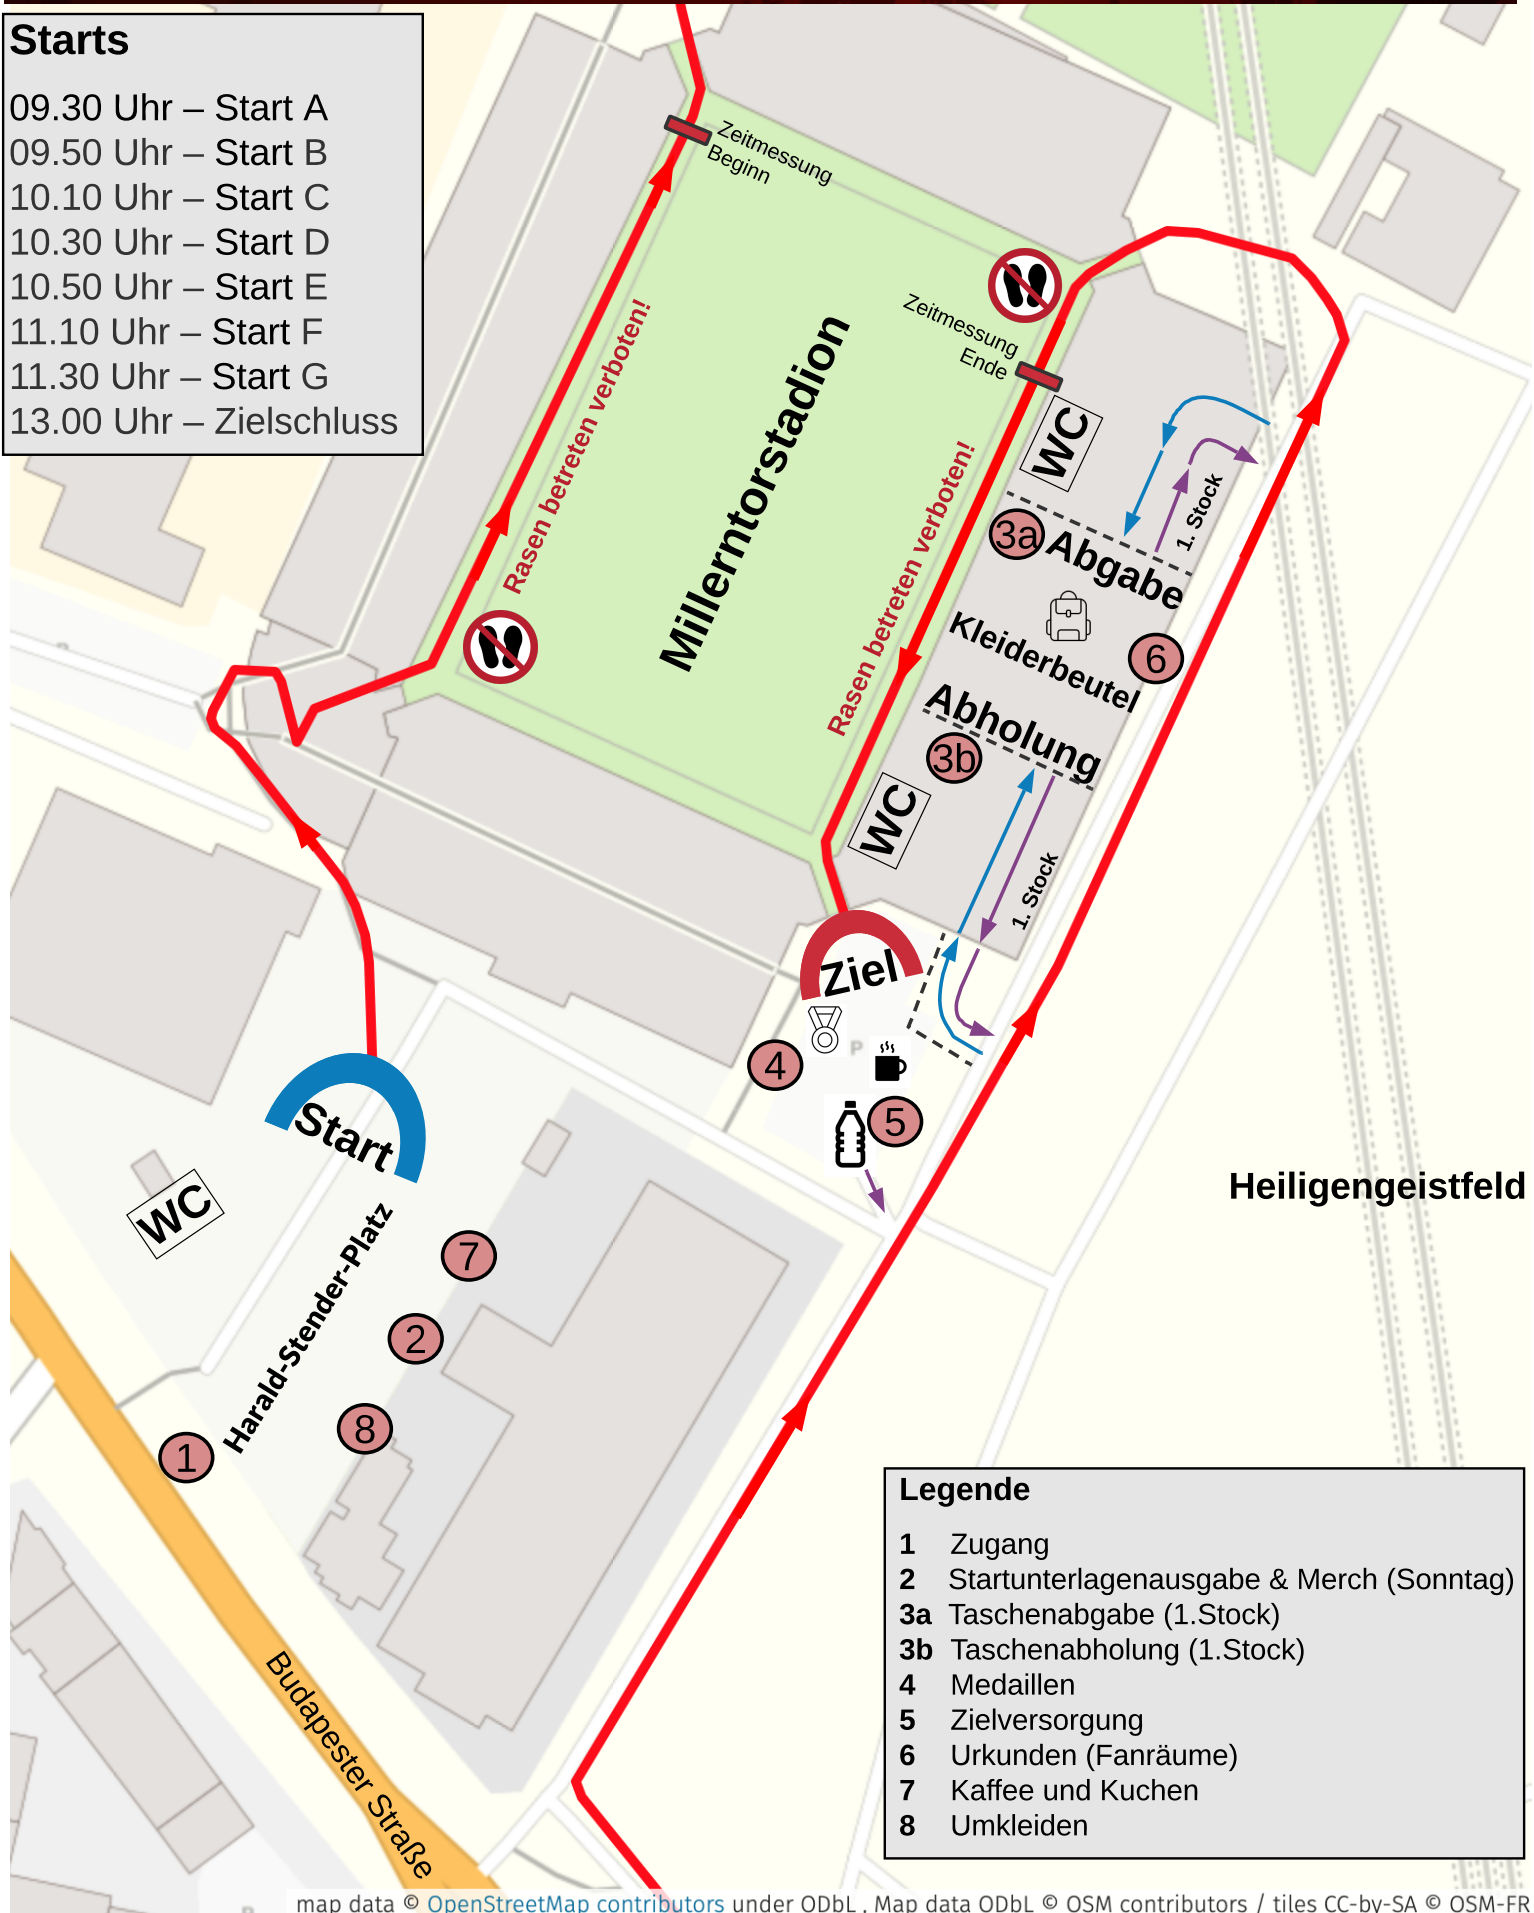 Starts
09.30 Uhr – Start A
09.50 Uhr – Start B
10.10 Uhr – Start C
10.30 Uhr – Start D
10.50 Uhr – Start E
11.10 Uhr – Start F
11.30 Uhr – Start G
13.00 Uhr – Zielschluss
Zeitmessung
Beginn
Zeitmessung
Ende
Rasen betreten verboten!
Millerntorstadion
Rasen betreten verboten!
WC
1. Stock
3a
Abgabe
Kleiderbeutel
6
Abholung
3b
WC
1. Stock
Ziel
4
P
5
Start
WC
Harald-Stender-Platz
7
2
8
1
Heiligengeistfeld
Budapester Straße
Legende
1 Zugang
2 Startunterlagenausgabe & Merch (Sonntag)
3a Taschenabgabe (1.Stock)
3b Taschenabholung (1.Stock)
4 Medaillen
5 Zielversorgung
6 Urkunden (Fanräume)
7 Kaffee und Kuchen
8 Umkleiden
map data © OpenStreetMap contributors under ODbL , Map data ODbL © OSM contributors / tiles CC-by-SA © OSM-FR